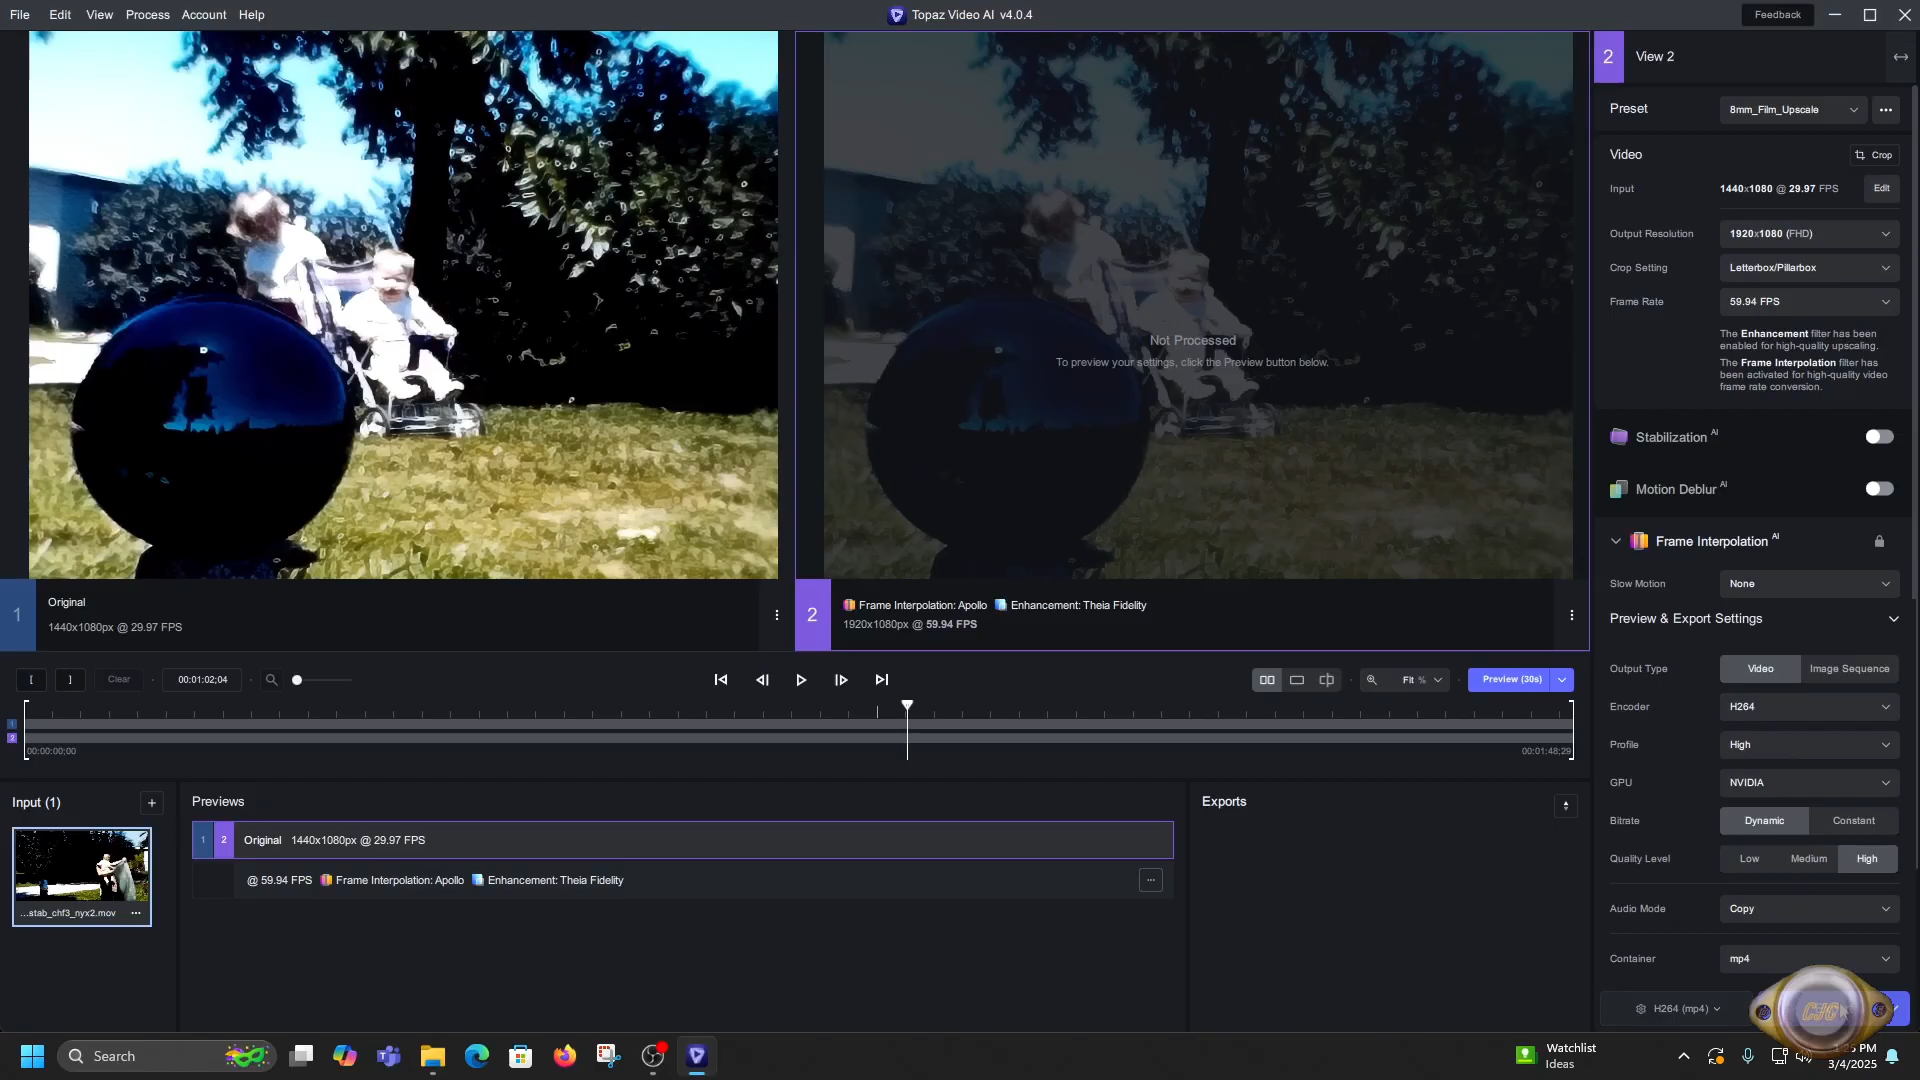 File Edit View Process Account Help
Topaz Video AI v4.0.4
Feedback
2 View 2
Preset 8mm_Film_Upscale
Video Crop
Input 1440x1080 @ 29.97 FPS Edit
Output Resolution 1920x1080 (FHD)
Crop Setting Letterbox/Pillarbox
Frame Rate 59.94 FPS
The Enhancement filter has been
enabled for high-quality upscaling.
The Frame Interpolation filter has
been activated for high-quality video
frame rate conversion.
Stabilization AI
Motion Deblur AI
Frame Interpolation AI
Slow Motion None
Not Processed
To preview your settings, click the Preview button below.
1 Original
1440x1080px @ 29.97 FPS
2 Frame Interpolation: Apollo Enhancement: Theia Fidelity
1920x1080px @ 59.94 FPS
[ ] Clear 00:01:02;04
Fit % Preview (30s)
1
2
00:00:00;00 00:01:48;29
Preview & Export Settings
Output Type Video Image Sequence
Encoder H264
Profile High
GPU NVIDIA
Bitrate Dynamic Constant
Quality Level Low Medium High
Audio Mode Copy
Container mp4
H264 (mp4)
CJG
Input (1) +
...stab_chf3_nyx2.mov
Previews
1 2 Original 1440x1080px @ 29.97 FPS
@ 59.94 FPS Frame Interpolation: Apollo Enhancement: Theia Fidelity
Exports
Search
Watchlist
Ideas
:25 PM
3/4/2025